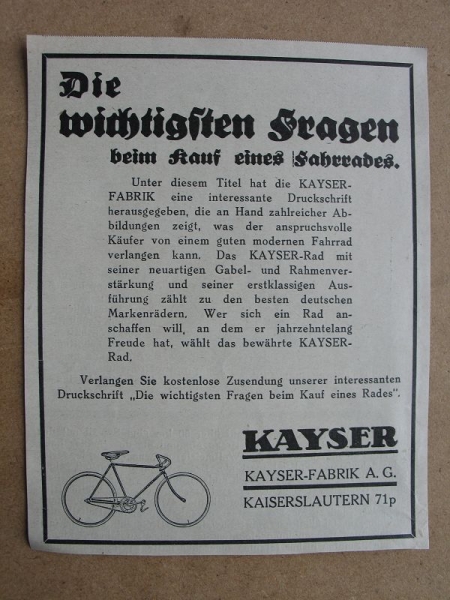 Die
wichtigsten Fragen
beim Kauf eines Fahrrades.
Unter diesem Titel hat die KAYSER-
FABRIK eine interessante Druckschrift
herausgegeben, die an Hand zahlreicher Ab-
bildungen zeigt, was der anspruchsvolle
Käufer von einem guten modernen Fahrrad
verlangen kann. Das KAYSER-Rad mit
seiner neuartigen Gabel- und Rahmenver-
stärkung und seiner erstklassigen Aus-
führung zählt zu den besten deutschen
Markenrädern. Wer sich ein Rad an-
schaffen will, an dem er jahrzehntelang
Freude hat, wählt das bewährte KAYSER-
Rad.
Verlangen Sie kostenlose Zusendung unserer interessanten
Druckschrift „Die wichtigsten Fragen beim Kauf eines Rades".
KAYSER
KAYSER-FABRIK A. G.
KAISERSLAUTERN 71p